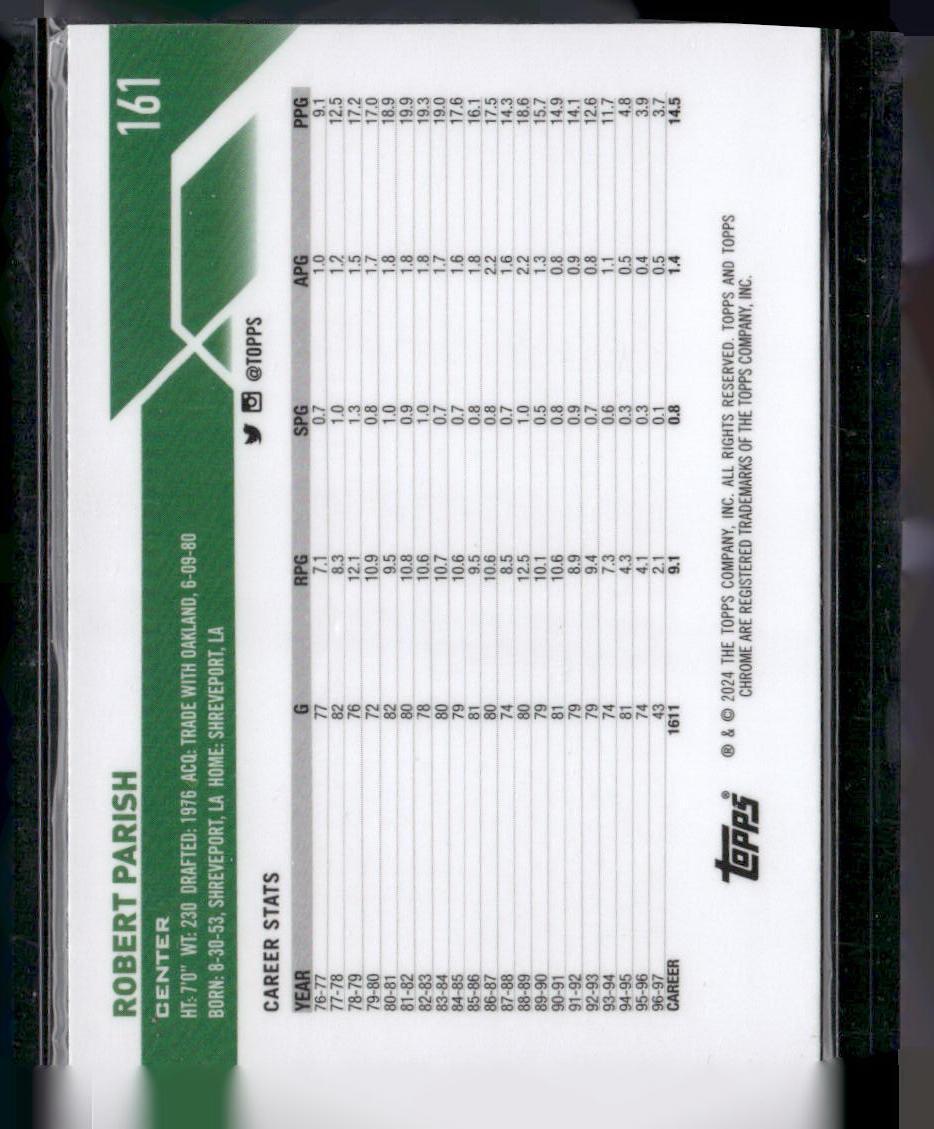 161
ROBERT PARISH
CENTER
HT: 7'0" WT: 230 DRAFTED: 1976 ACQ: TRADE WITH OAKLAND, 6-09-80
BORN: 8-30-53, SHREVEPORT, LA HOME: SHREVEPORT, LA
@TOPPS
CAREER STATS
YEAR G RPG SPG APG PPG
76-77 77 7.1 0.7 1.0 9.1
77-78 82 8.3 1.0 1.2 12.5
78-79 76 12.1 1.3 1.5 17.2
79-80 72 10.9 0.8 1.7 17.0
80-81 82 9.5 1.0 1.8 18.9
81-82 80 10.8 0.9 1.8 19.9
82-83 78 10.6 1.0 1.8 19.3
83-84 80 10.7 0.7 1.7 19.0
84-85 79 10.6 0.7 1.6 17.6
85-86 81 9.5 0.8 1.8 16.1
86-87 80 10.6 0.8 2.2 17.5
87-88 74 8.5 0.7 1.6 14.3
88-89 80 12.5 1.0 2.2 18.6
89-90 79 10.1 0.5 1.3 15.7
90-91 81 10.6 0.8 0.8 14.9
91-92 79 8.9 0.9 0.9 14.1
92-93 79 9.4 0.7 0.8 12.6
93-94 74 7.3 0.6 1.1 11.7
94-95 81 4.3 0.3 0.5 4.8
95-96 74 4.1 0.3 0.4 3.9
96-97 43 2.1 0.1 0.5 3.7
CAREER 1611 9.1 0.8 1.4 14.5
topps®
® & © 2024 THE TOPPS COMPANY, INC. ALL RIGHTS RESERVED. TOPPS AND TOPPS
CHROME ARE REGISTERED TRADEMARKS OF THE TOPPS COMPANY, INC.